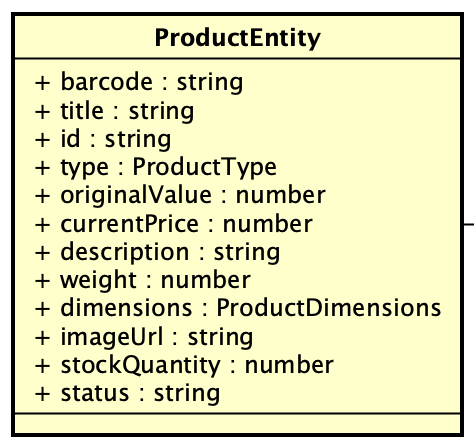 ProductEntity
+ barcode : string
+ title : string
+ id : string
+ type : ProductType
+ originalValue : number
+ currentPrice : number
+ description : string
+ weight : number
+ dimensions : ProductDimensions
+ imageUrl : string
+ stockQuantity : number
+ status : string